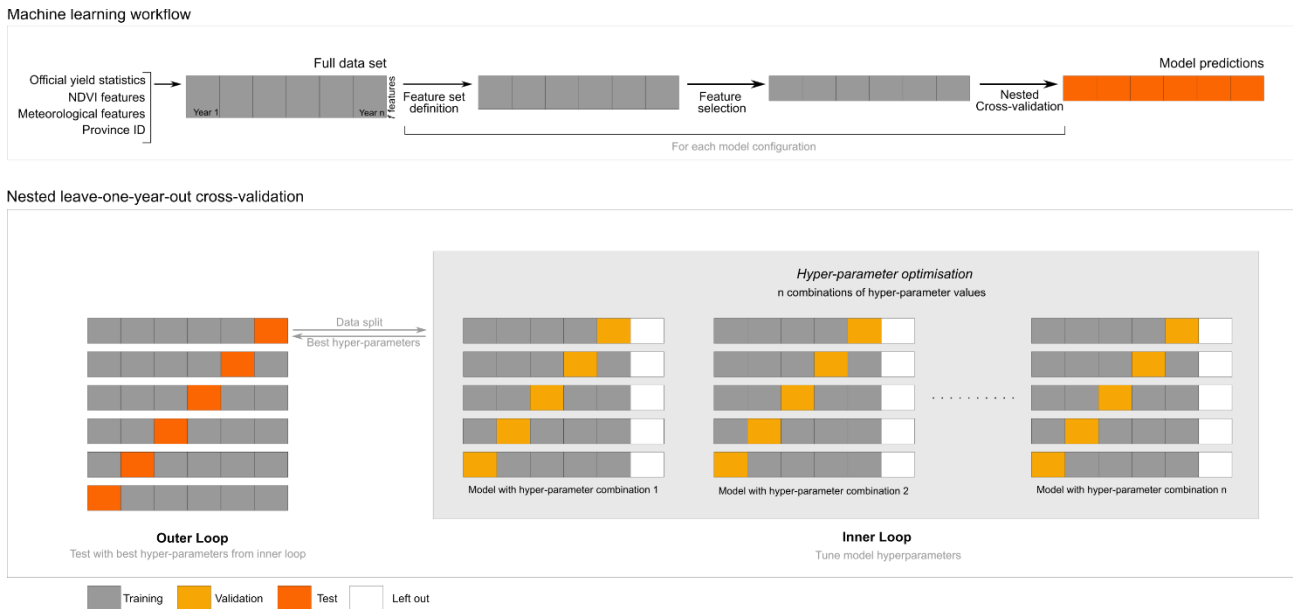 Machine learning workflow
Official yield statistics
NDVI features
Meteorological features
Province ID
Full data set
Year 1
Year n
f features
Feature set
definition
Feature
selection
Nested
Cross-validation
Model predictions
For each model configuration
Nested leave-one-year-out cross-validation
Hyper-parameter optimisation
n combinations of hyper-parameter values
Data split
Best hyper-parameters
. . . . . . . . . .
Model with hyper-parameter combination 1
Model with hyper-parameter combination 2
Model with hyper-parameter combination n
Outer Loop
Test with best hyper-parameters from inner loop
Inner Loop
Tune model hyperparameters
Training
Validation
Test
Left out